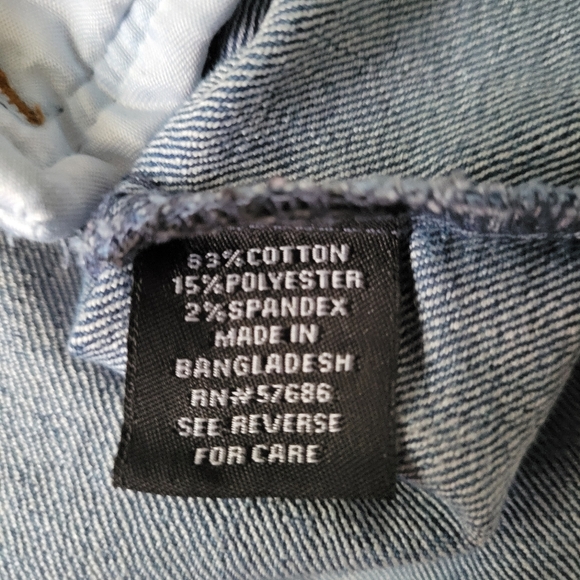 83%COTTON
15%POLYESTER
2%SPANDEX
MADE IN
BANGLADESH
RN#57686
SEE REVERSE
FOR CARE